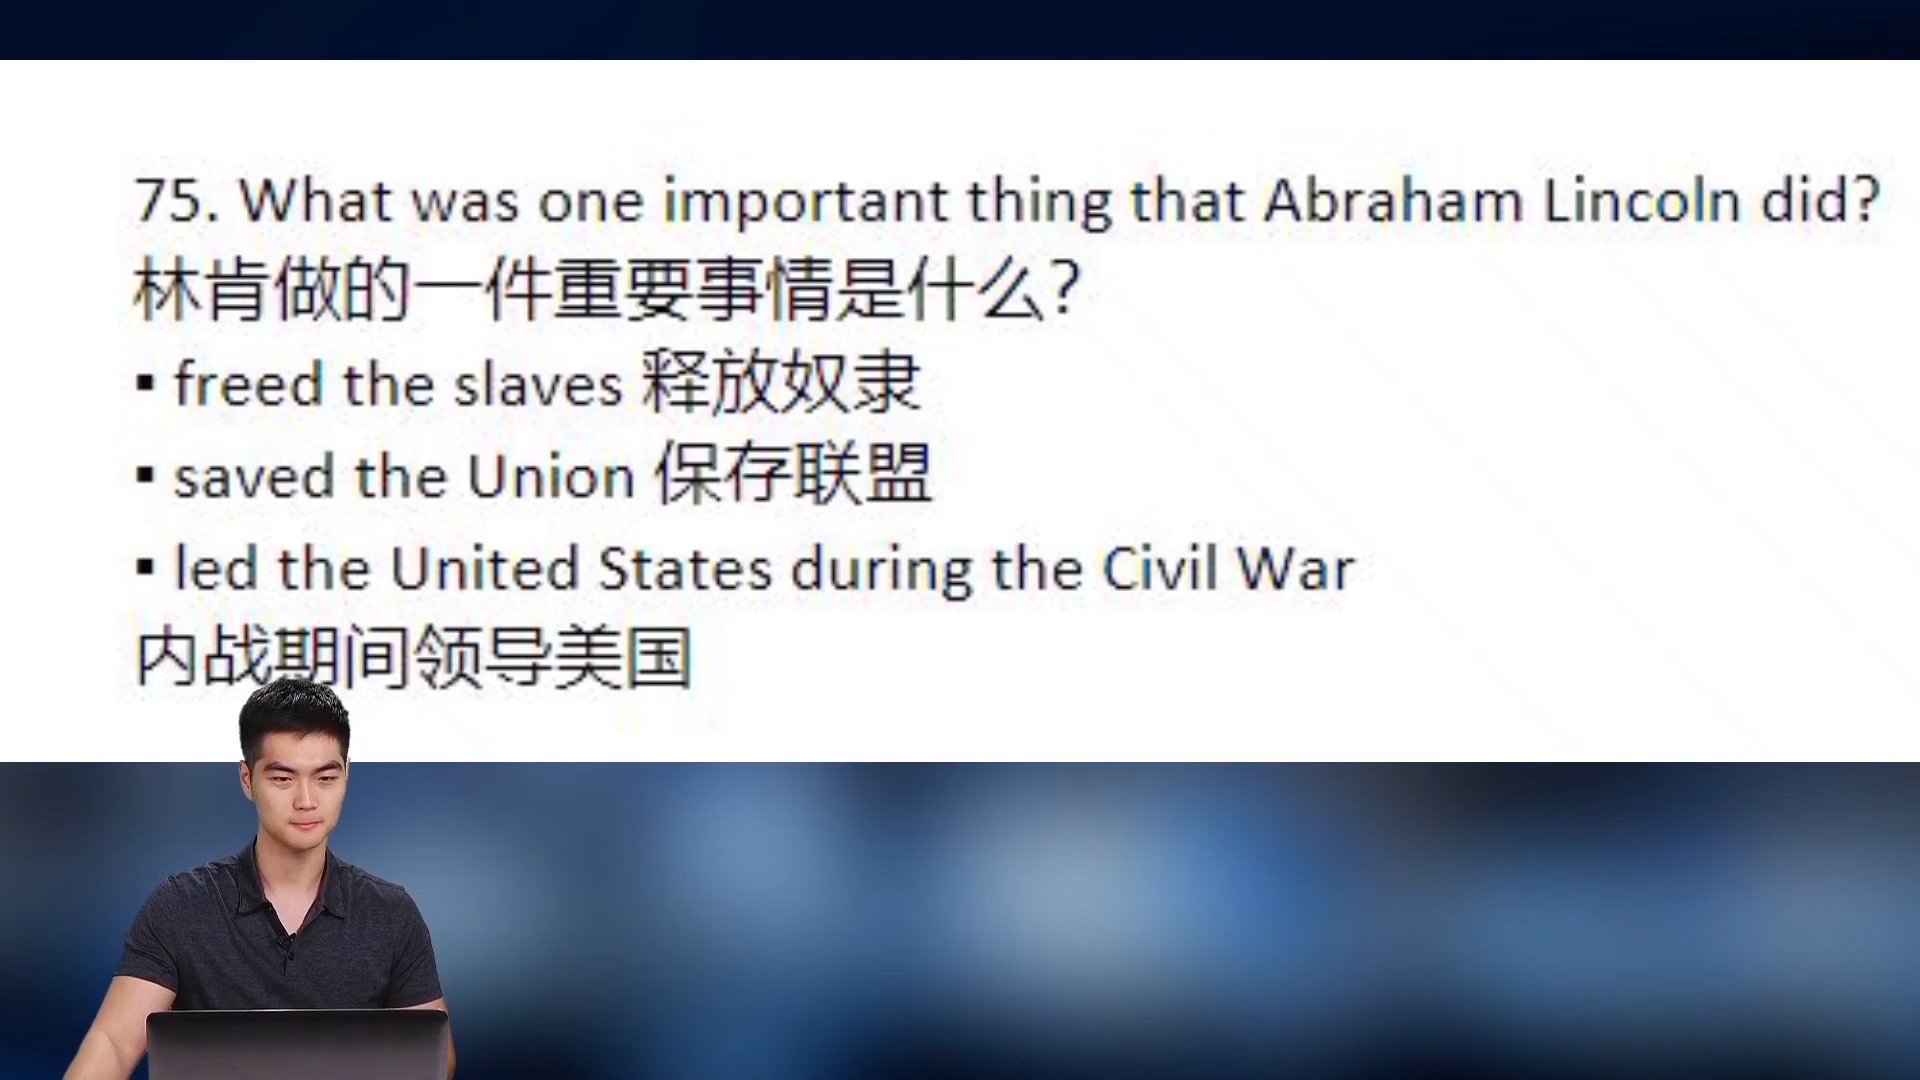 75. What was one important thing that Abraham Lincoln did?
林肯做的一件重要事情是什么?
▪ freed the slaves 释放奴隶
▪ saved the Union 保存联盟
▪ led the United States during the Civil War
内战期间领导美国